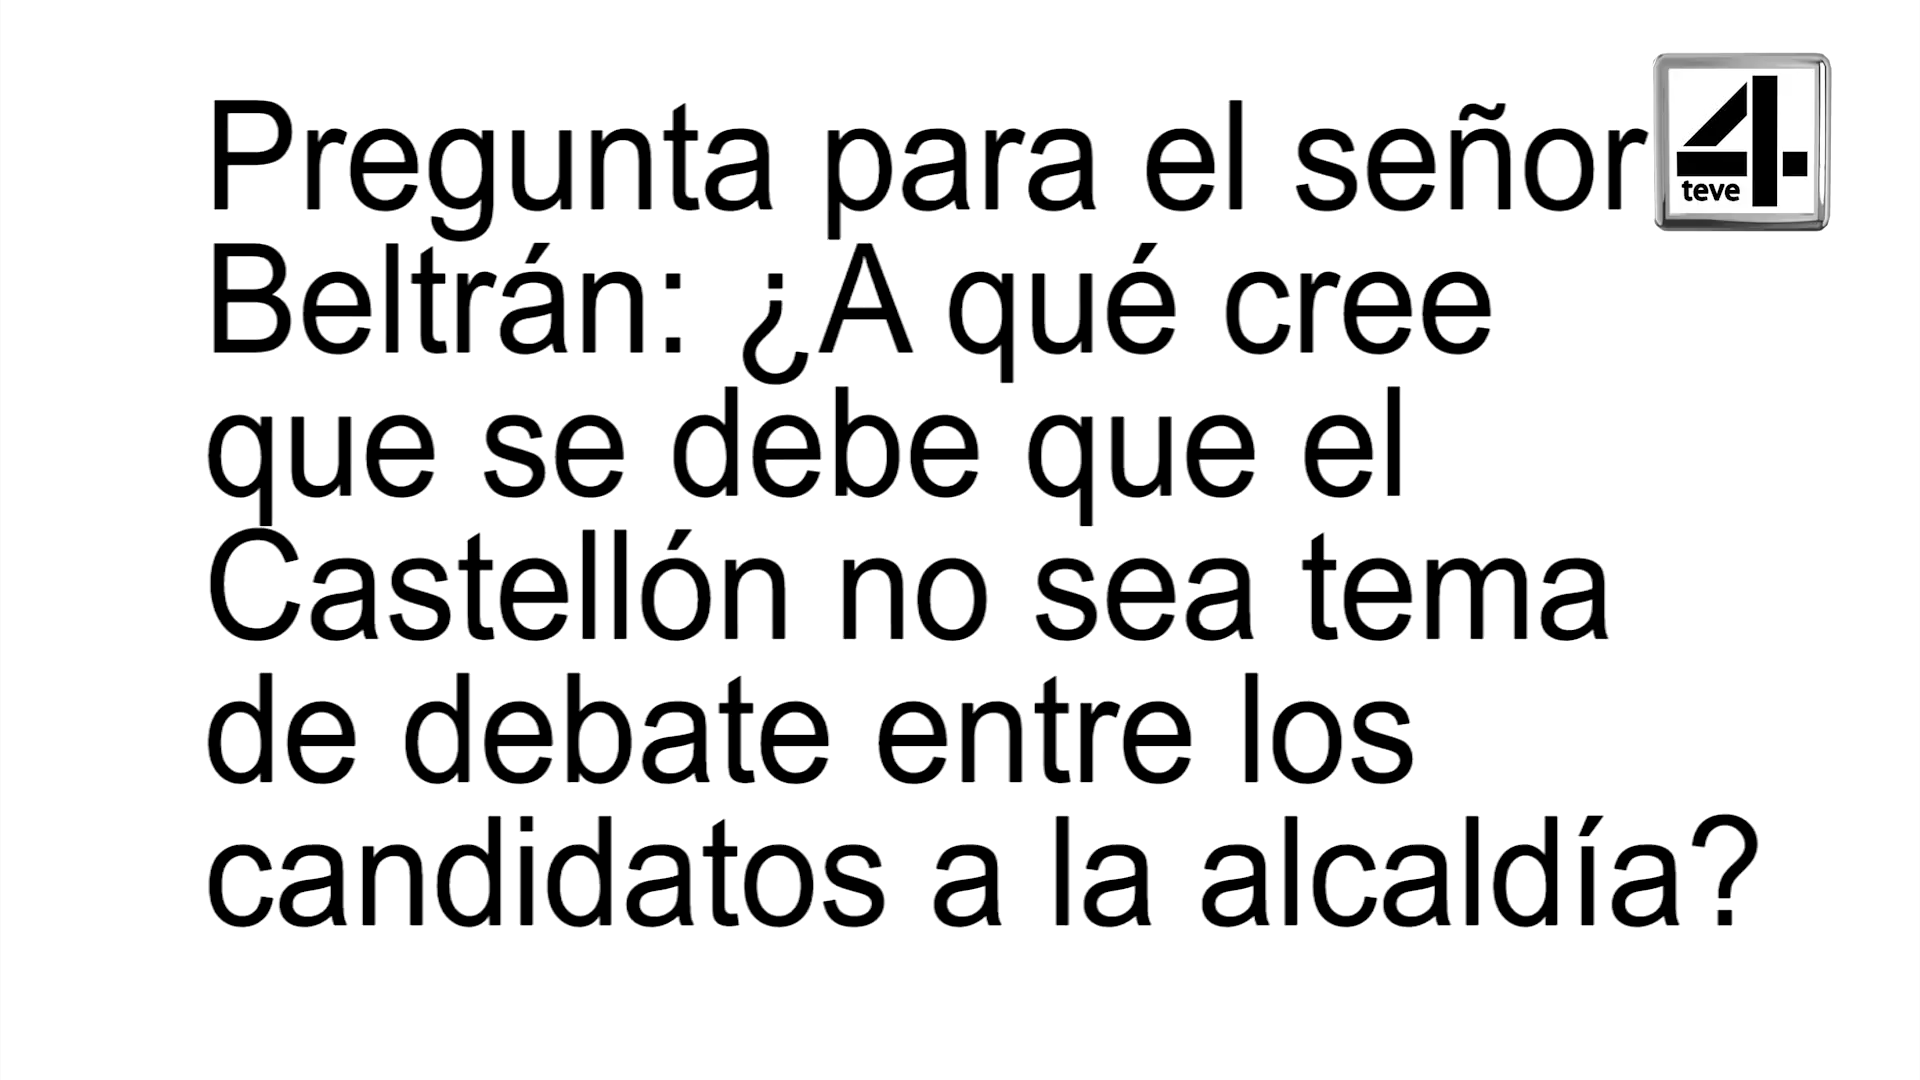 Pregunta para el señor
Beltrán: ¿A qué cree
que se debe que el
Castellón no sea tema
de debate entre los
candidatos a la alcaldía?
4
teve